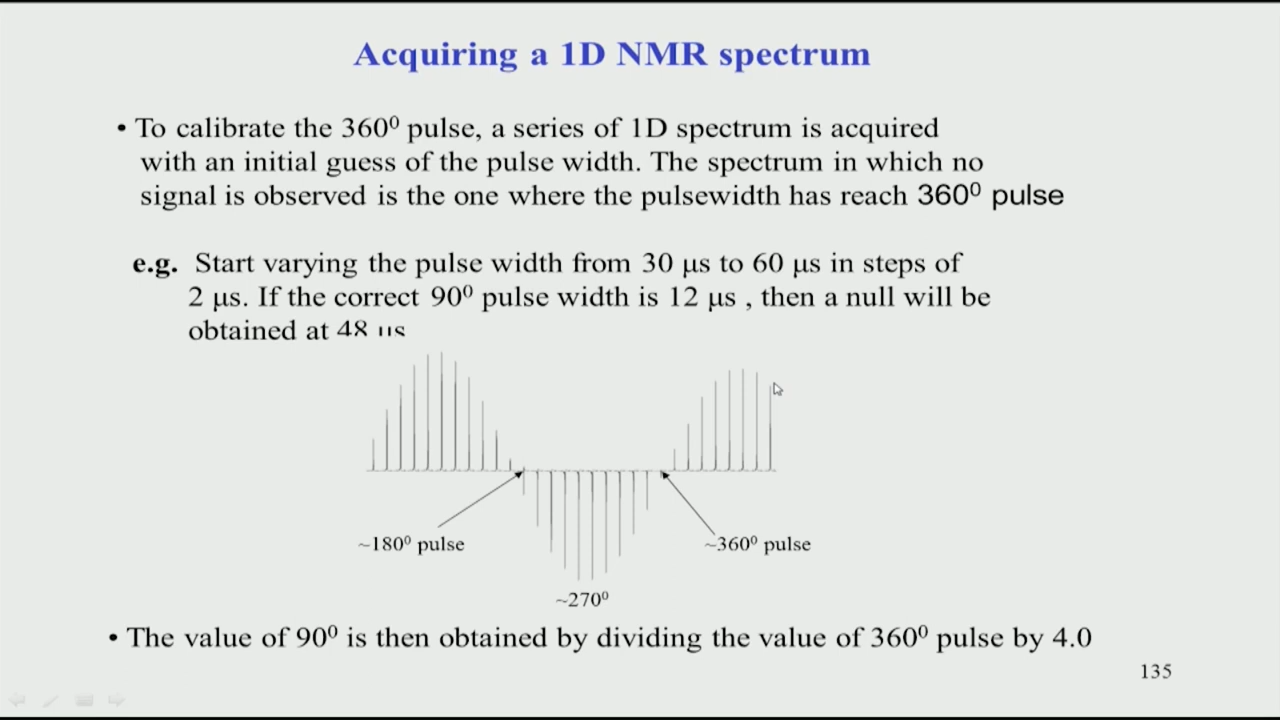 Acquiring a 1D NMR spectrum
• To calibrate the 360⁰ pulse, a series of 1D spectrum is acquired
with an initial guess of the pulse width. The spectrum in which no
signal is observed is the one where the pulsewidth has reach 360⁰ pulse
e.g. Start varying the pulse width from 30 μs to 60 μs in steps of
2 μs. If the correct 90⁰ pulse width is 12 μs , then a null will be
obtained at 48 μs
~180⁰ pulse
~360⁰ pulse
~270⁰
• The value of 90⁰ is then obtained by dividing the value of 360⁰ pulse by 4.0
135